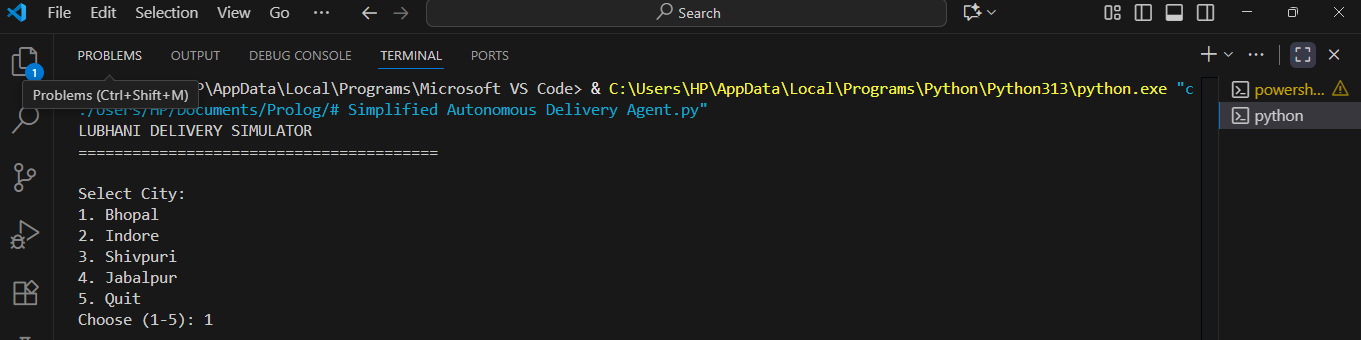 File Edit Selection View Go ··· Search
PROBLEMS OUTPUT DEBUG CONSOLE TERMINAL PORTS
1
Problems (Ctrl+Shift+M)
P\AppData\Local\Programs\Microsoft VS Code> & C:\Users\HP\AppData\Local\Programs\Python\Python313\python.exe "c
:/Users/HP/Documents/Prolog/# Simplified Autonomous Delivery Agent.py"
powersh...
python
LUBHANI DELIVERY SIMULATOR
========================================
Select City:
1. Bhopal
2. Indore
3. Shivpuri
4. Jabalpur
5. Quit
Choose (1-5): 1